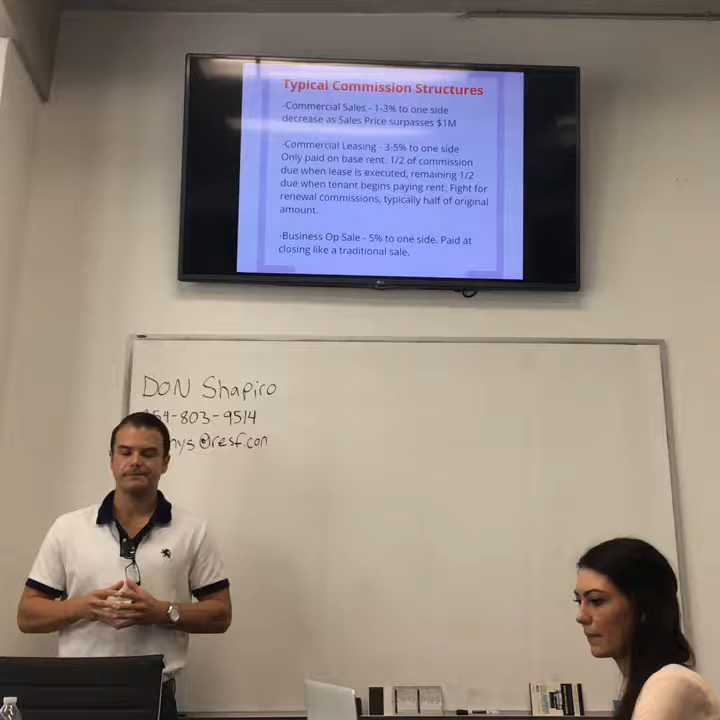 Typical Commission Structures
-Commercial Sales - 1-3% to one side
decrease as Sales Price surpasses $1M
-Commercial Leasing - 3-5% to one side
Only paid on base rent. 1/2 of commission
due when lease is executed, remaining 1/2
due when tenant begins paying rent. Fight for
renewal commissions, typically half of original
amount.
-Business Op Sale - 5% to one side. Paid at
closing like a traditional sale.
LG
DON Shapiro
954-803-9514
hys@resf.com